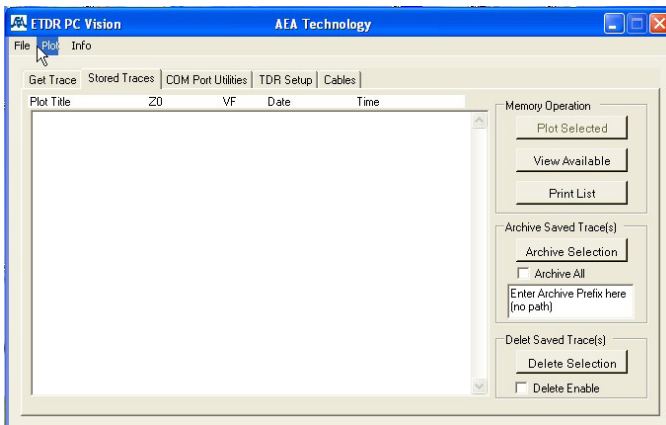 ETDR PC Vision AEA Technology
File Plot Info
Get Trace Stored Traces COM Port Utilities TDR Setup Cables
Plot Title Z0 VF Date Time
Memory Operation
Plot Selected
View Available
Print List
Archive Saved Trace(s)
Archive Selection
Archive All
Enter Archive Prefix here
(no path)
Delet Saved Trace(s)
Delete Selection
Delete Enable